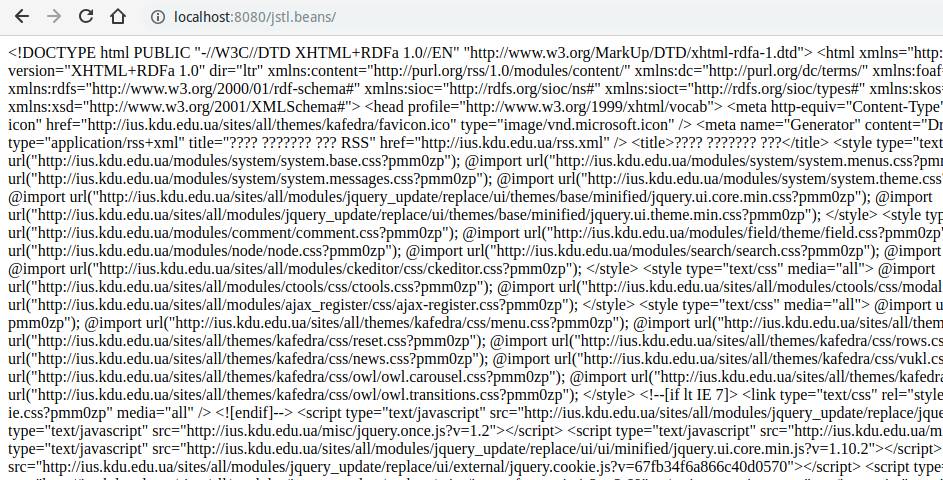 localhost:8080/jstl.beans/
<!DOCTYPE html PUBLIC "-//W3C//DTD XHTML+RDFa 1.0//EN" "http://www.w3.org/MarkUp/DTD/xhtml-rdfa-1.dtd"> <html xmlns="http:
version="XHTML+RDFa 1.0" dir="ltr" xmlns:content="http://purl.org/rss/1.0/modules/content/" xmlns:dc="http://purl.org/dc/terms/" xmlns:foaf
xmlns:rdfs="http://www.w3.org/2000/01/rdf-schema#" xmlns:sioc="http://rdfs.org/sioc/ns#" xmlns:sioct="http://rdfs.org/sioc/types#" xmlns:skos
xmlns:xsd="http://www.w3.org/2001/XMLSchema#"> <head profile="http://www.w3.org/1999/xhtml/vocab"> <meta http-equiv="Content-Type"
icon" href="http://ius.kdu.edu.ua/sites/all/themes/kafedra/favicon.ico" type="image/vnd.microsoft.icon" /> <meta name="Generator" content="Dr
type="application/rss+xml" title="???? ??????? ??? RSS" href="http://ius.kdu.edu.ua/rss.xml" /> <title>???? ??????? ???</title> <style type="text
url("http://ius.kdu.edu.ua/modules/system/system.base.css?pmm0zp"); @import url("http://ius.kdu.edu.ua/modules/system/system.menus.css?pmm
url("http://ius.kdu.edu.ua/modules/system/system.messages.css?pmm0zp"); @import url("http://ius.kdu.edu.ua/modules/system/system.theme.css
@import url("http://ius.kdu.edu.ua/sites/all/modules/jquery_update/replace/ui/themes/base/minified/jquery.ui.core.min.css?pmm0zp"); @import
url("http://ius.kdu.edu.ua/sites/all/modules/jquery_update/replace/ui/themes/base/minified/jquery.ui.theme.min.css?pmm0zp"); </style> <style typ
url("http://ius.kdu.edu.ua/modules/comment/comment.css?pmm0zp"); @import url("http://ius.kdu.edu.ua/modules/field/theme/field.css?pmm0zp"
url("http://ius.kdu.edu.ua/modules/node/node.css?pmm0zp"); @import url("http://ius.kdu.edu.ua/modules/search/search.css?pmm0zp"); @import
@import url("http://ius.kdu.edu.ua/sites/all/modules/ckeditor/css/ckeditor.css?pmm0zp"); </style> <style type="text/css" media="all"> @import
url("http://ius.kdu.edu.ua/sites/all/modules/ctools/css/ctools.css?pmm0zp"); @import url("http://ius.kdu.edu.ua/sites/all/modules/ctools/css/modal
url("http://ius.kdu.edu.ua/sites/all/modules/ajax_register/css/ajax-register.css?pmm0zp"); </style> <style type="text/css" media="all"> @import u
pmm0zp"); @import url("http://ius.kdu.edu.ua/sites/all/themes/kafedra/css/menu.css?pmm0zp"); @import url("http://ius.kdu.edu.ua/sites/all/them
url("http://ius.kdu.edu.ua/sites/all/themes/kafedra/css/reset.css?pmm0zp"); @import url("http://ius.kdu.edu.ua/sites/all/themes/kafedra/css/rows.cs
url("http://ius.kdu.edu.ua/sites/all/themes/kafedra/css/news.css?pmm0zp"); @import url("http://ius.kdu.edu.ua/sites/all/themes/kafedra/css/vukl.cs
url("http://ius.kdu.edu.ua/sites/all/themes/kafedra/css/owl/owl.carousel.css?pmm0zp"); @import url("http://ius.kdu.edu.ua/sites/all/themes/kafedra
url("http://ius.kdu.edu.ua/sites/all/themes/kafedra/css/owl/owl.transitions.css?pmm0zp"); </style> <!--[if lt IE 7]> <link type="text/css" rel="style
ie.css?pmm0zp" media="all" /> <![endif]--> <script type="text/javascript" src="http://ius.kdu.edu.ua/sites/all/modules/jquery_update/replace/jque
type="text/javascript" src="http://ius.kdu.edu.ua/misc/jquery.once.js?v=1.2"></script> <script type="text/javascript" src="http://ius.kdu.edu.ua/m
type="text/javascript" src="http://ius.kdu.edu.ua/sites/all/modules/jquery_update/replace/ui/ui/minified/jquery.ui.core.min.js?v=1.10.2"></script>
src="http://ius.kdu.edu.ua/sites/all/modules/jquery_update/replace/ui/external/jquery.cookie.js?v=67fb34f6a866c40d0570"></script> <script type=